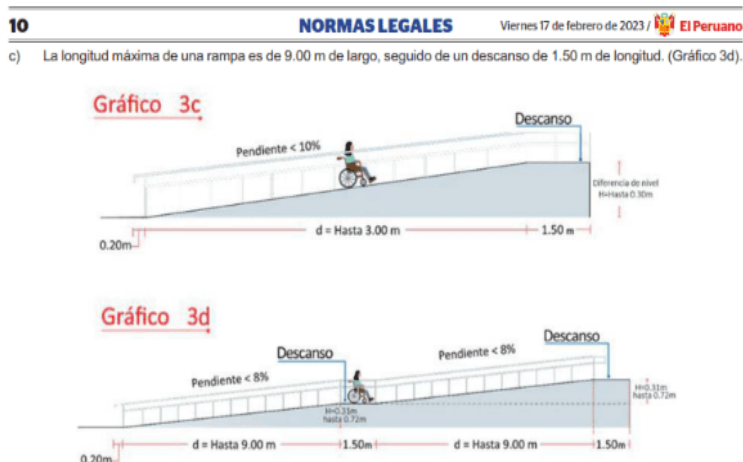 10 NORMAS LEGALES Viernes 17 de febrero de 2023 / El Peruano
c) La longitud máxima de una rampa es de 9.00 m de largo, seguido de un descanso de 1.50 m de longitud. (Gráfico 3d).
Gráfico 3c
Descanso
Pendiente < 10%
Diferencia de nivel
H=Hasta 0.30m
d = Hasta 3.00 m
1.50 m
0.20m
Gráfico 3d
Descanso
Descanso
Pendiente < 8%
Pendiente < 8%
H=0.31m
hasta 0.72m
H=0.31m
hasta 0.72m
d = Hasta 9.00 m
1.50m
d = Hasta 9.00 m
1.50m
0.20m